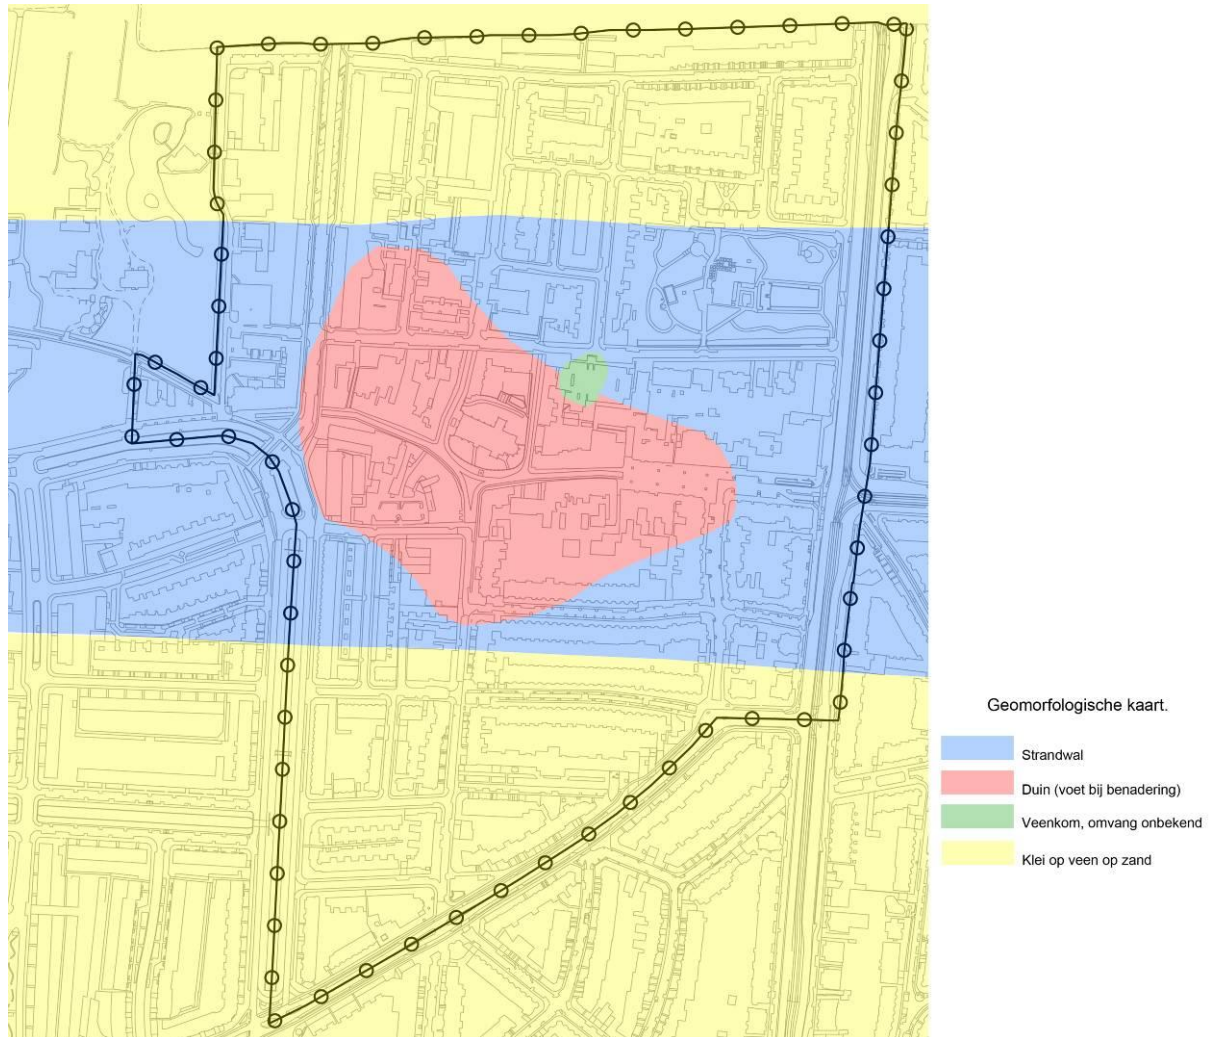 Geomorfologische kaart.
Strandwal
Duin (voet bij benadering)
Veenkom, omvang onbekend
Klei op veen op zand